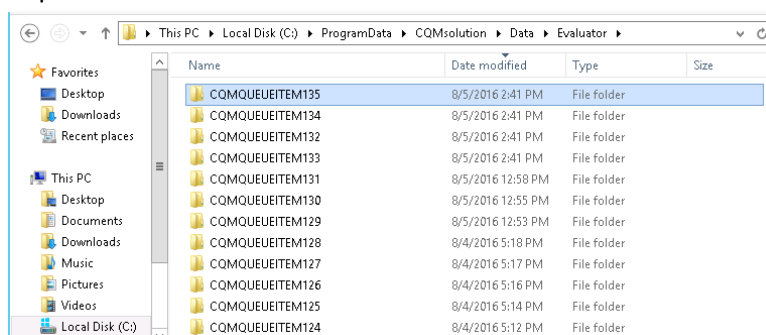 This PC ▸ Local Disk (C:) ▸ ProgramData ▸ CQMsolution ▸ Data ▸ Evaluator ▸
Favorites
Desktop
Downloads
Recent places
This PC
Desktop
Documents
Downloads
Music
Pictures
Videos
Local Disk (C:)
Name Date modified Type Size
CQMQUEUEITEM135 8/5/2016 2:41 PM File folder
CQMQUEUEITEM134 8/5/2016 2:41 PM File folder
CQMQUEUEITEM132 8/5/2016 2:41 PM File folder
CQMQUEUEITEM133 8/5/2016 2:41 PM File folder
CQMQUEUEITEM131 8/5/2016 12:58 PM File folder
CQMQUEUEITEM130 8/5/2016 12:55 PM File folder
CQMQUEUEITEM129 8/5/2016 12:53 PM File folder
CQMQUEUEITEM128 8/4/2016 5:18 PM File folder
CQMQUEUEITEM127 8/4/2016 5:17 PM File folder
CQMQUEUEITEM126 8/4/2016 5:16 PM File folder
CQMQUEUEITEM125 8/4/2016 5:14 PM File folder
CQMQUEUEITEM124 8/4/2016 5:12 PM File folder